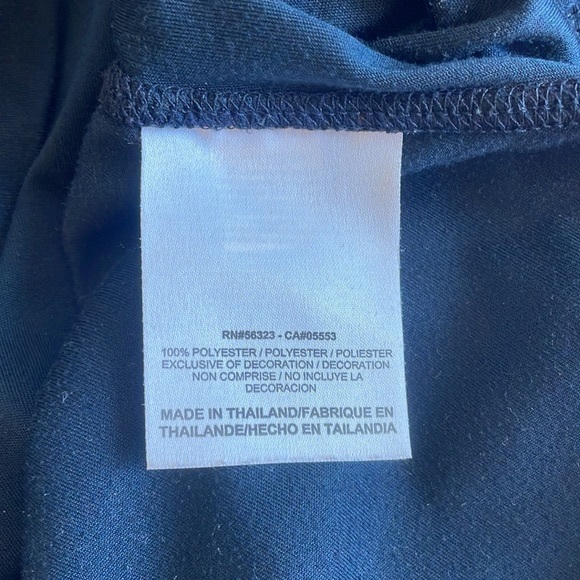 RN#56323 - CA#05553
100% POLYESTER / POLYESTER / POLIESTER
EXCLUSIVE OF DECORATION / DECORATION
NON COMPRISE / NO INCLUYE LA
DECORACION
MADE IN THAILAND/FABRIQUE EN
THAILANDE/HECHO EN TAILANDIA